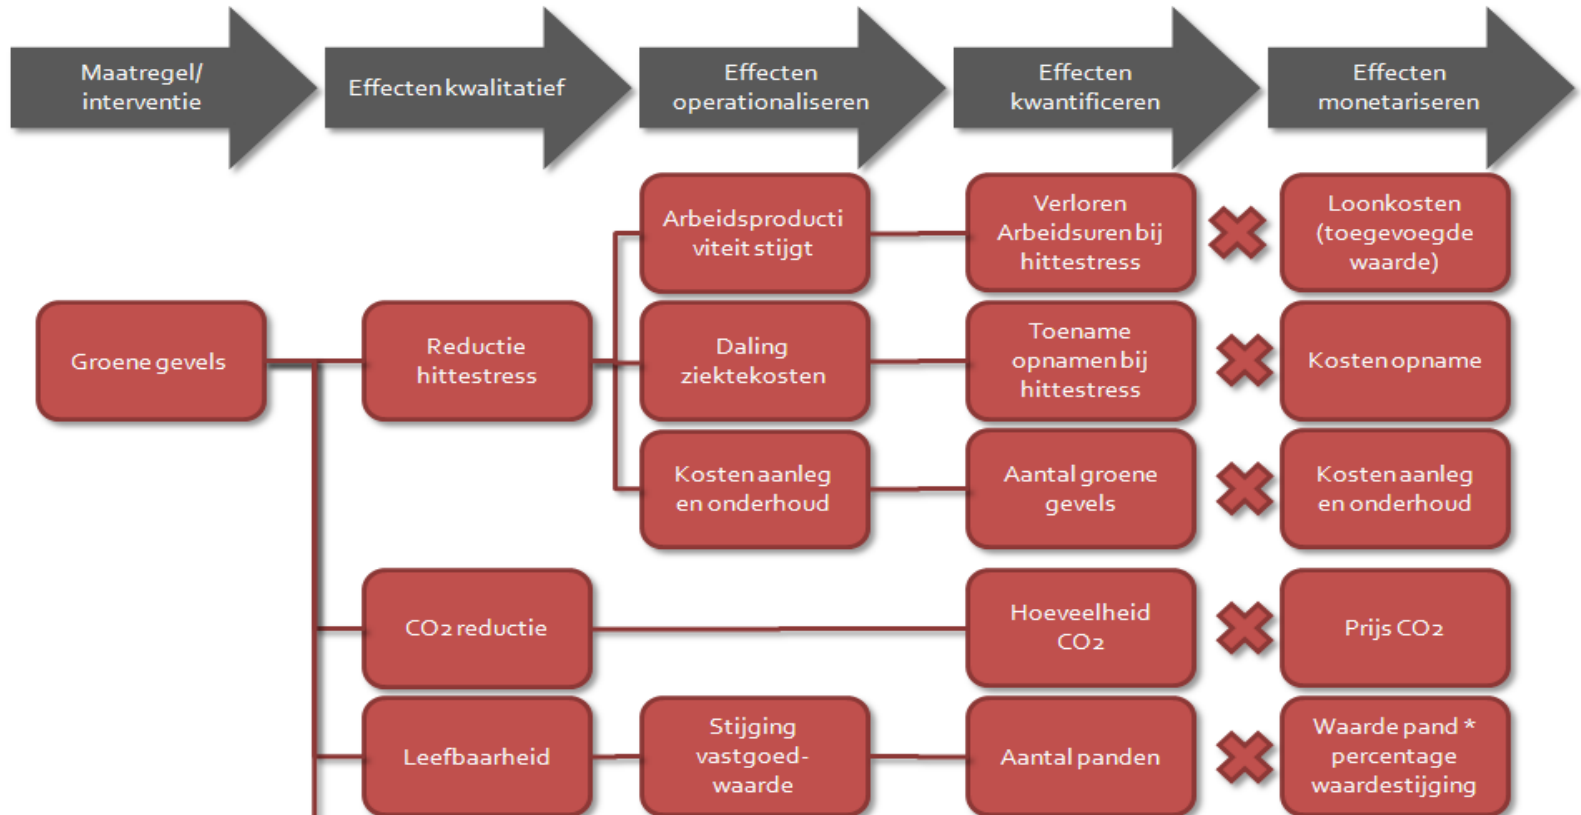 Maatregel/
interventie
Effecten kwalitatief
Effecten
operationaliseren
Effecten
kwantificeren
Effecten
monetariseren
Arbeidsproducti
viteit stijgt
Verloren
Arbeidsuren bij
hittestress
Loonkosten
(toegevoegde
waarde)
Groene gevels
Reductie
hittestress
Daling
ziektekosten
Toename
opnamen bij
hittestress
Kosten opname
Kosten aanleg
en onderhoud
Aantal groene
gevels
Kosten aanleg
en onderhoud
CO2 reductie
Hoeveelheid
CO2
Prijs CO2
Leefbaarheid
Stijging
vastgoed-
waarde
Aantal panden
Waarde pand *
percentage
waardestijging